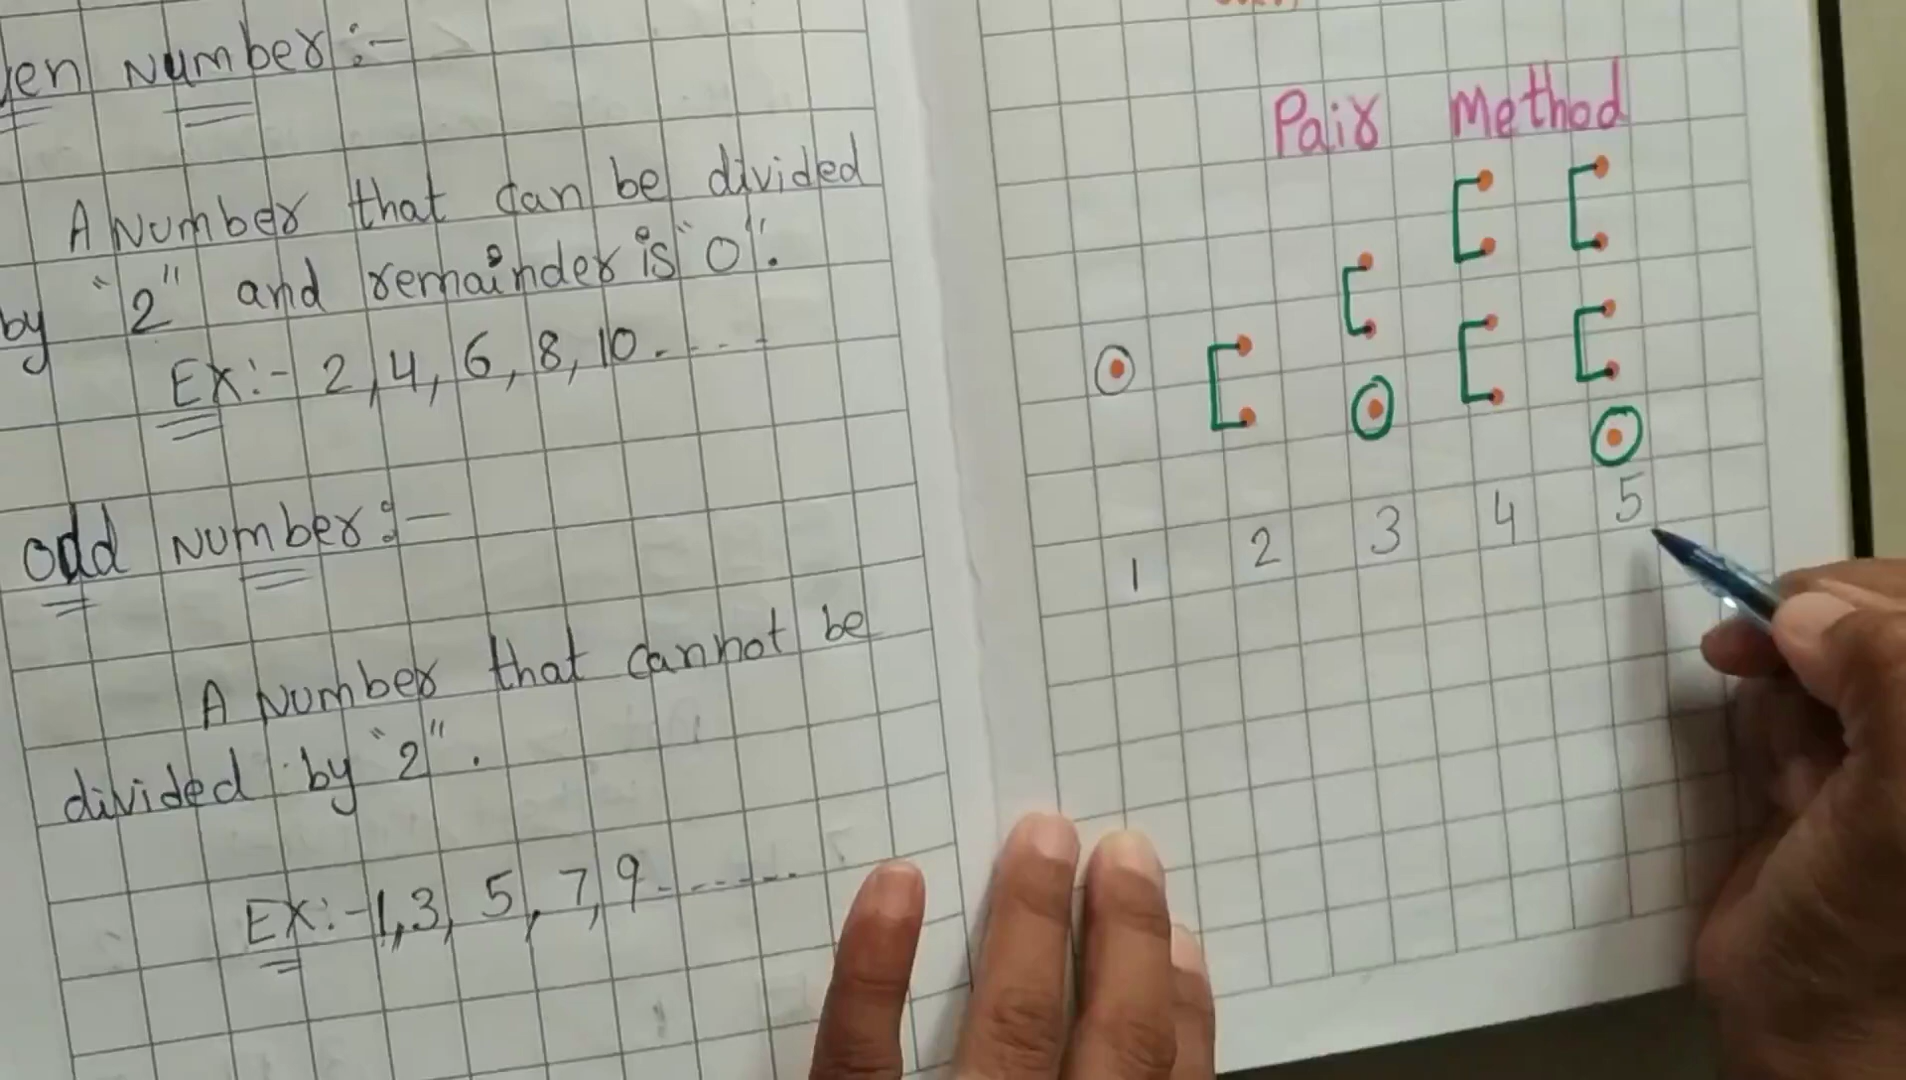 en Number :-
A Number that can be divided
by "2" and remainder is "0".
Ex:- 2, 4, 6, 8, 10 - - - -
odd Number :-
A Number that cannot be
divided by "2".
EX:- 1, 3, 5, 7, 9 - - - - - -
Pair Method
1 2 3 4 5